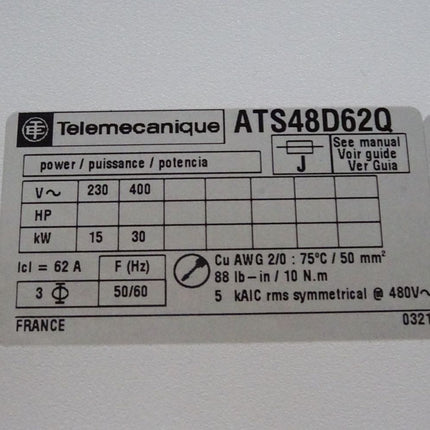 Telemecanique ATS48D62Q
power / puissance / potencia
J
See manual
Voir guide
Ver Guia
V~ 230 400
HP
kW 15 30
Icl = 62 A F (Hz)
3 Φ 50/60
Cu AWG 2/0 : 75°C / 50 mm²
88 lb-in / 10 N.m
5 kAIC rms symmetrical @ 480V~
FRANCE 0321